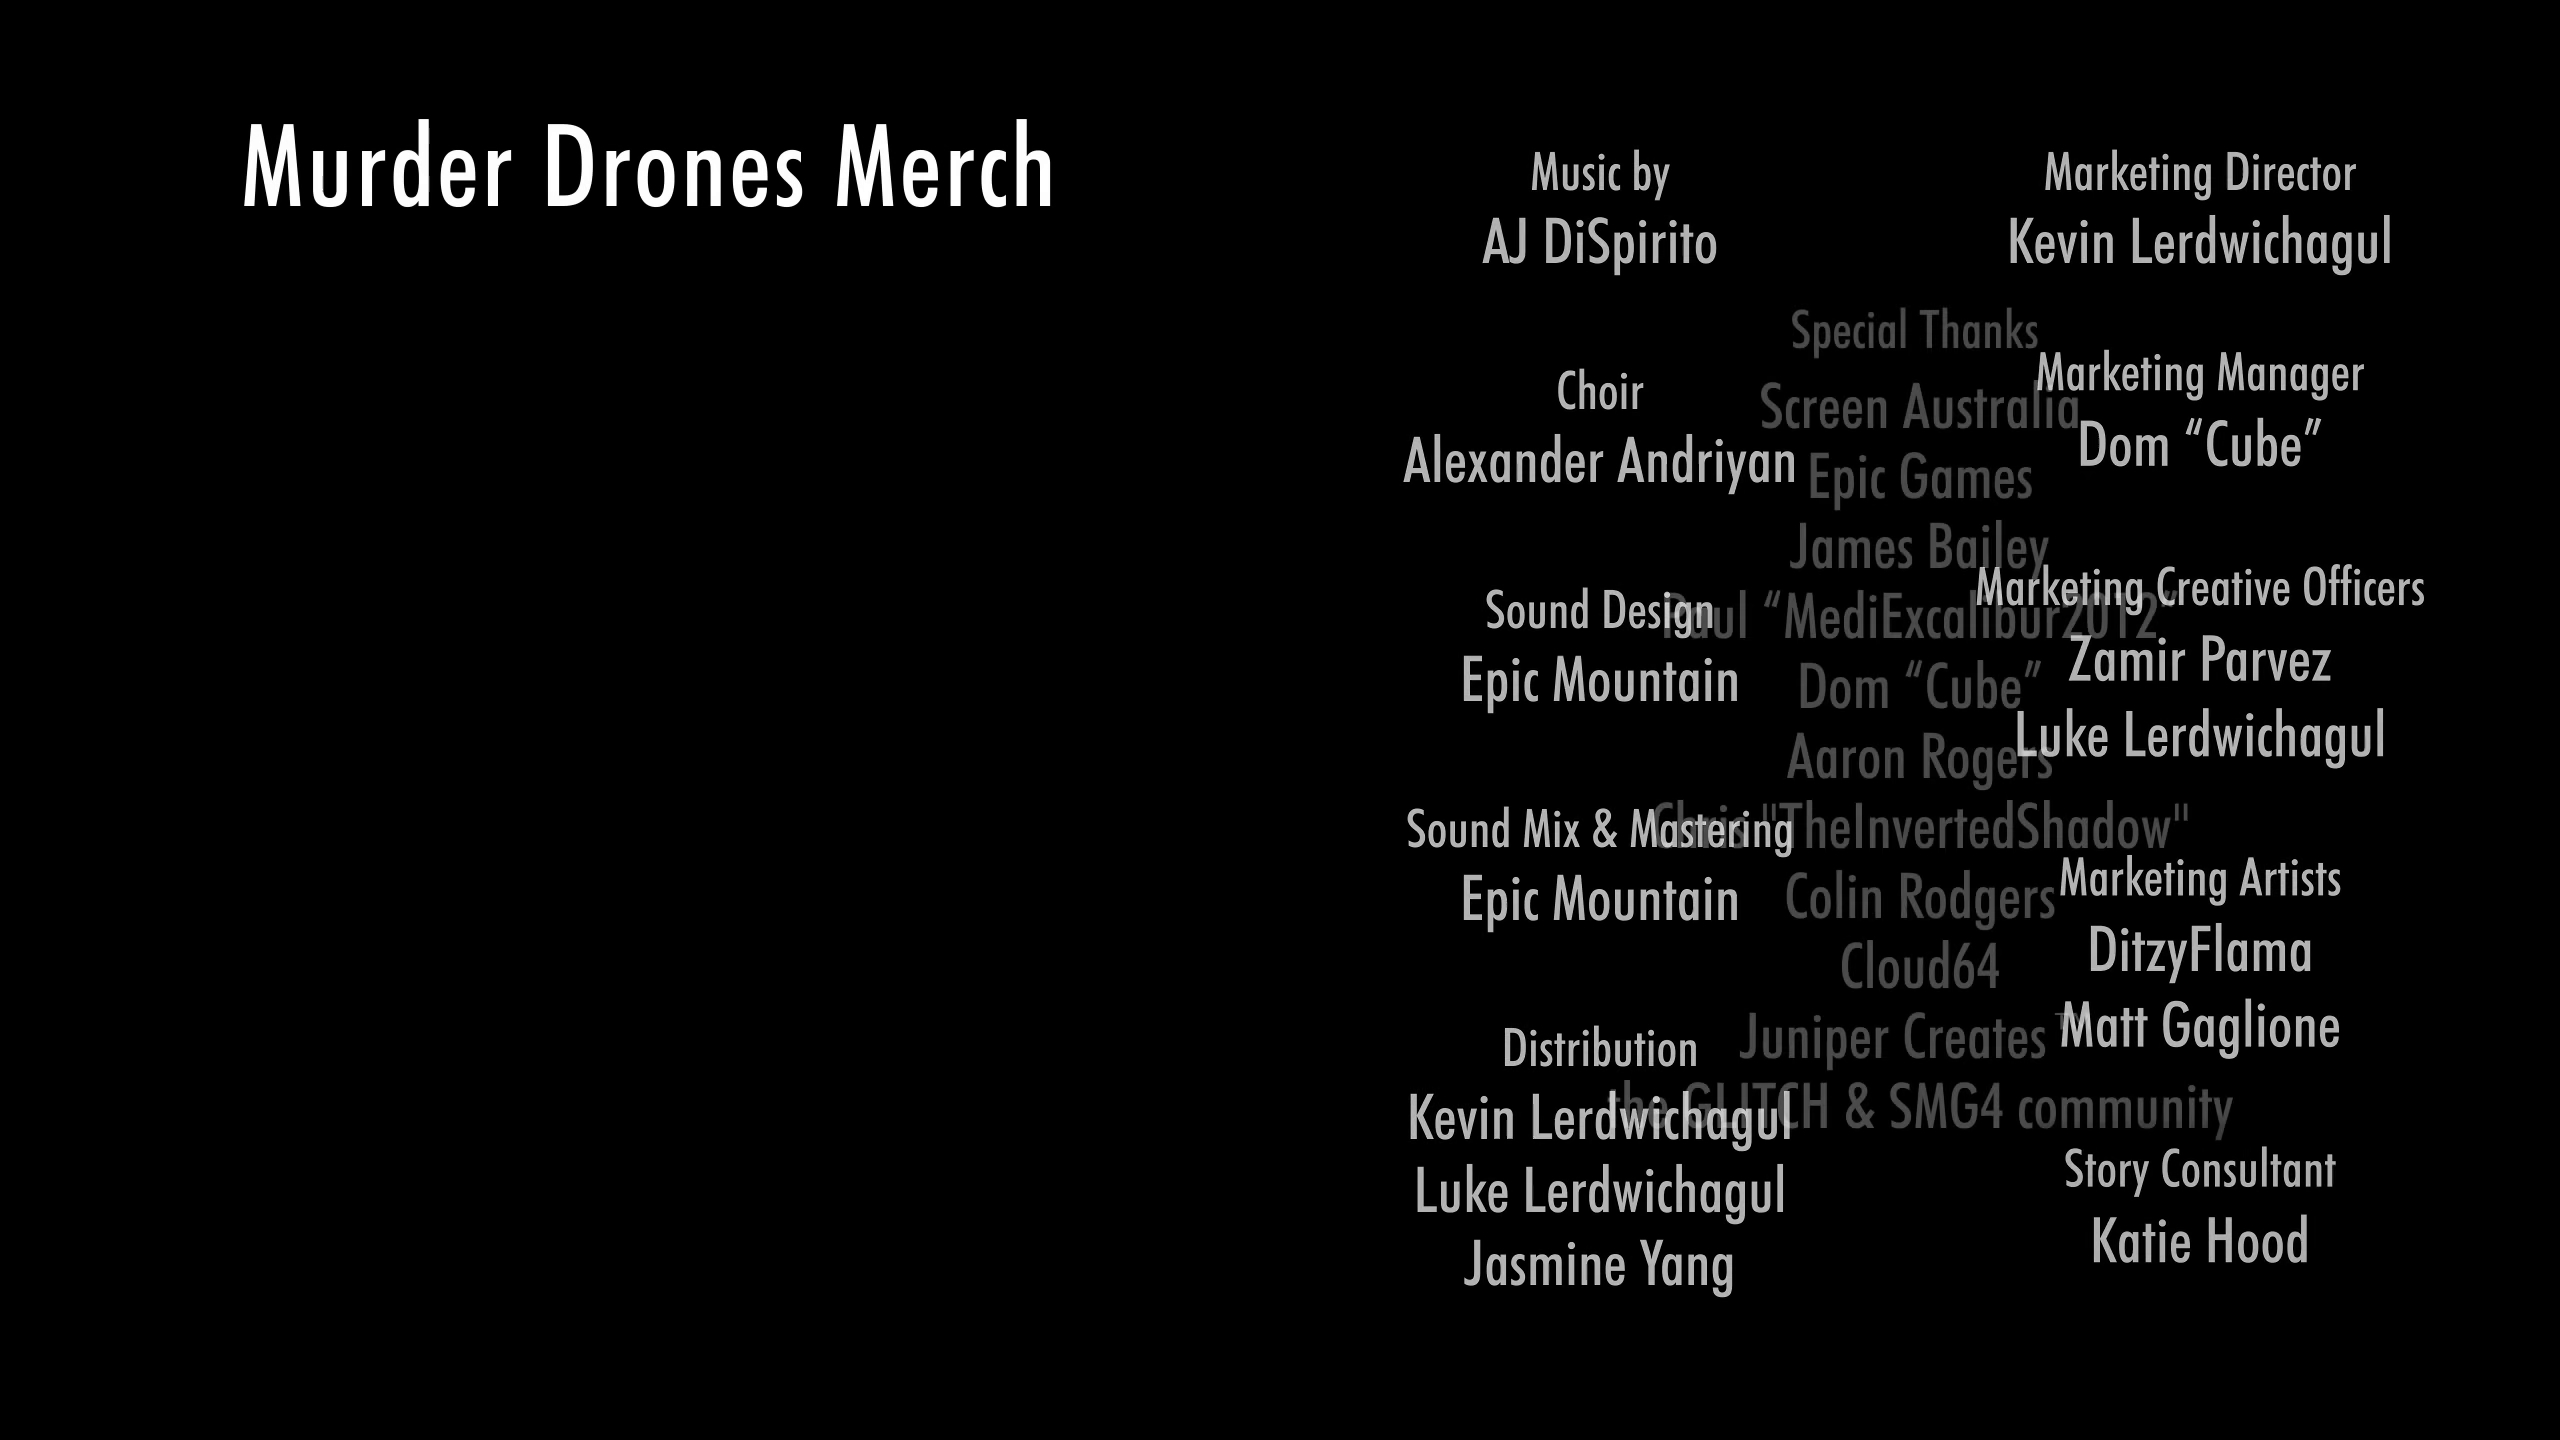 Murder Drones Merch
Music by
AJ DiSpirito
Choir
Alexander Andriyan
Sound Design
Epic Mountain
Sound Mix & Mastering
Epic Mountain
Distribution
Kevin Lerdwichagul
Luke Lerdwichagul
Jasmine Yang
Special Thanks
Screen Australia
Epic Games
James Bailey
Paul “MediExcalibur2012”
Dom “Cube”
Aaron Rogers
Chris "TheInvertedShadow"
Colin Rodgers
Cloud64
Juniper Creates™
the GLITCH & SMG4 community
Marketing Director
Kevin Lerdwichagul
Marketing Manager
Dom “Cube”
Marketing Creative Officers
Zamir Parvez
Luke Lerdwichagul
Marketing Artists
DitzyFlama
Matt Gaglione
Story Consultant
Katie Hood